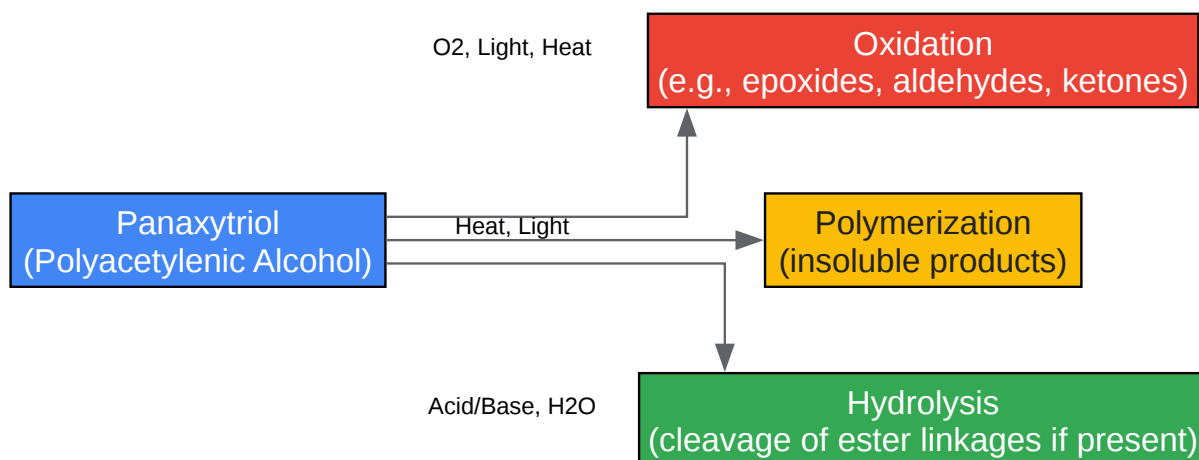 O2, Light, Heat
Oxidation
(e.g., epoxides, aldehydes, ketones)
Panaxytriol
(Polyacetylenic Alcohol)
Heat, Light
Polymerization
(insoluble products)
Acid/Base, H2O
Hydrolysis
(cleavage of ester linkages if present)